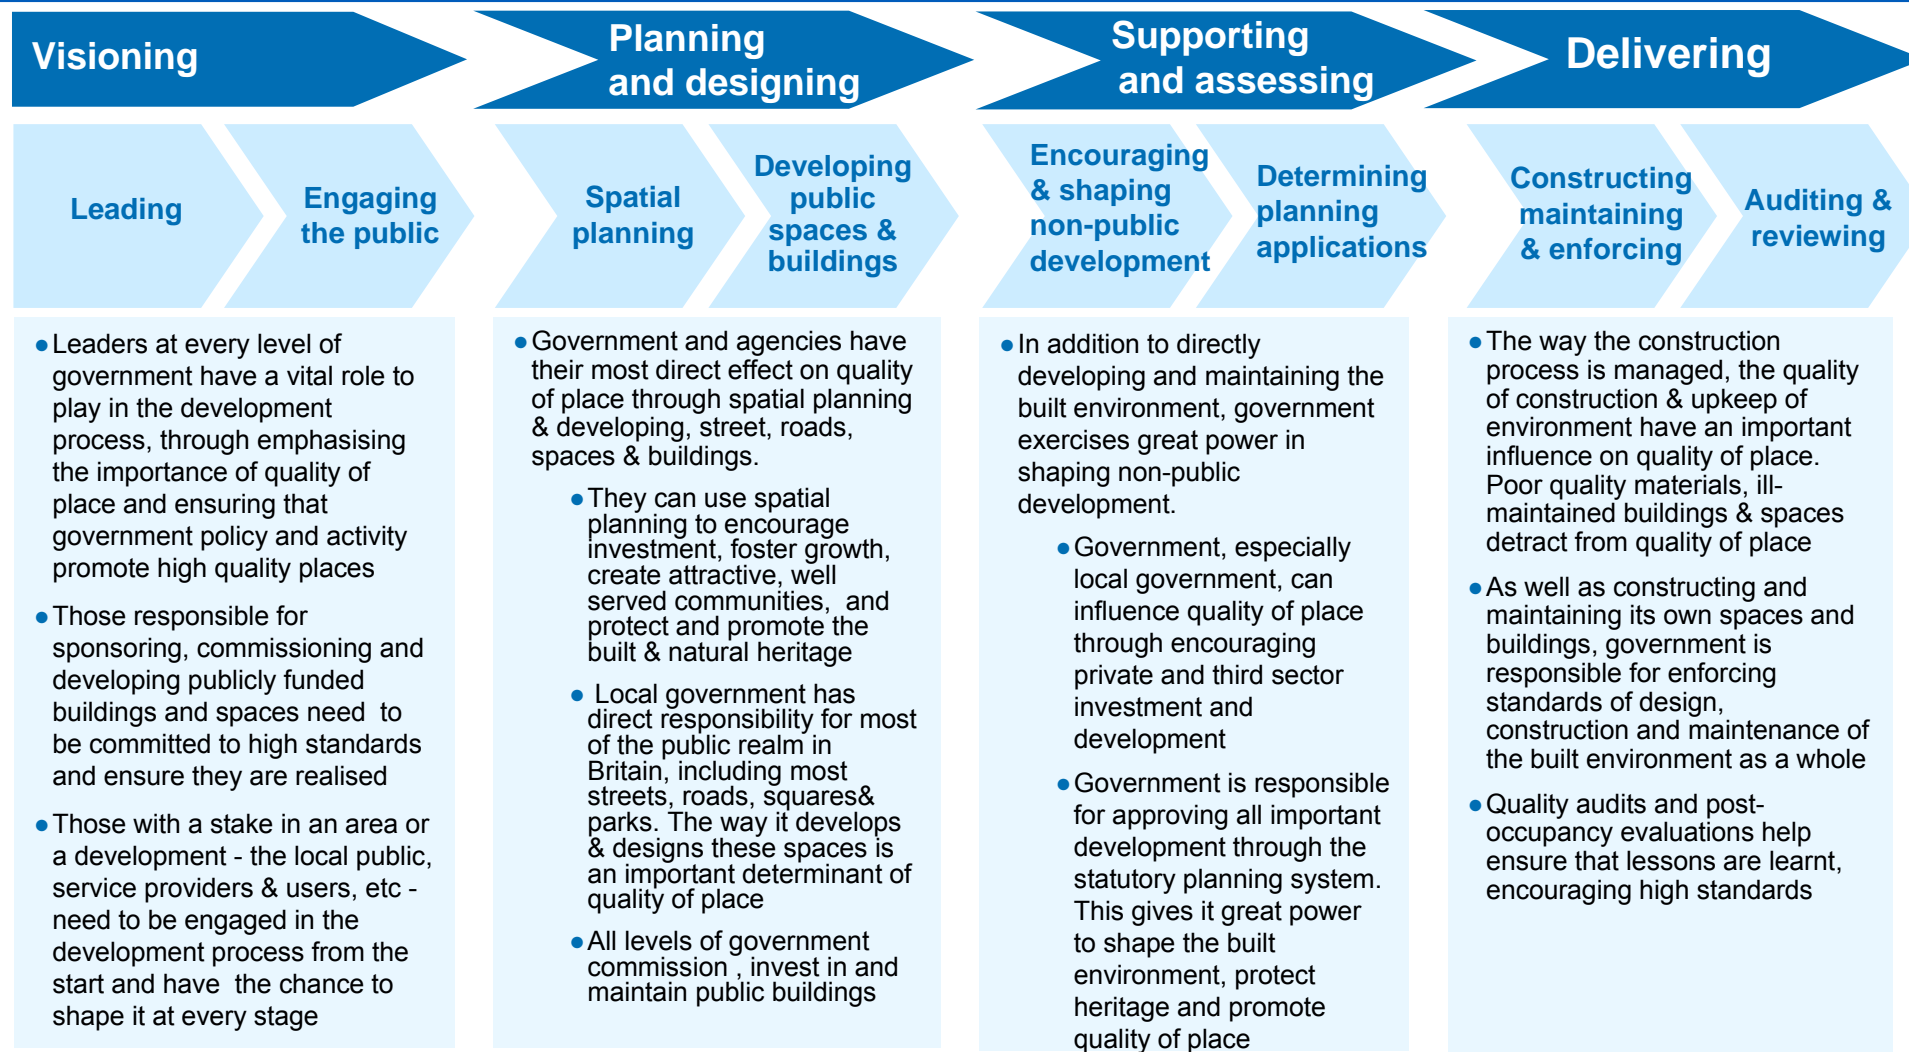 Visioning
Planning
and designing
Supporting
and assessing
Delivering
Leading
Engaging
the public
Spatial
planning
Developing
public
spaces &
buildings
Encouraging
& shaping
non-public
development
Determining
planning
applications
Constructing
maintaining
& enforcing
Auditing &
reviewing
●Leaders at every level of
government have a vital role to
play in the development
process, through emphasising
the importance of quality of
place and ensuring that
government policy and activity
promote high quality places
●Those responsible for
sponsoring, commissioning and
developing publicly funded
buildings and spaces need to
be committed to high standards
and ensure they are realised
●Those with a stake in an area or
a development - the local public,
service providers & users, etc -
need to be engaged in the
development process from the
start and have the chance to
shape it at every stage
●Government and agencies have
their most direct effect on quality
of place through spatial planning
& developing, street, roads,
spaces & buildings.
●They can use spatial
planning to encourage
investment, foster growth,
create attractive, well
served communities, and
protect and promote the
built & natural heritage
● Local government has
direct responsibility for most
of the public realm in
Britain, including most
streets, roads, squares&
parks. The way it develops
& designs these spaces is
an important determinant of
quality of place
●All levels of government
commission , invest in and
maintain public buildings
●In addition to directly
developing and maintaining the
built environment, government
exercises great power in
shaping non-public
development.
●Government, especially
local government, can
influence quality of place
through encouraging
private and third sector
investment and
development
●Government is responsible
for approving all important
development through the
statutory planning system.
This gives it great power
to shape the built
environment, protect
heritage and promote
quality of place
●The way the construction
process is managed, the quality
of construction & upkeep of
environment have an important
influence on quality of place.
Poor quality materials, ill-
maintained buildings & spaces
detract from quality of place
●As well as constructing and
maintaining its own spaces and
buildings, government is
responsible for enforcing
standards of design,
construction and maintenance of
the built environment as a whole
●Quality audits and post-
occupancy evaluations help
ensure that lessons are learnt,
encouraging high standards